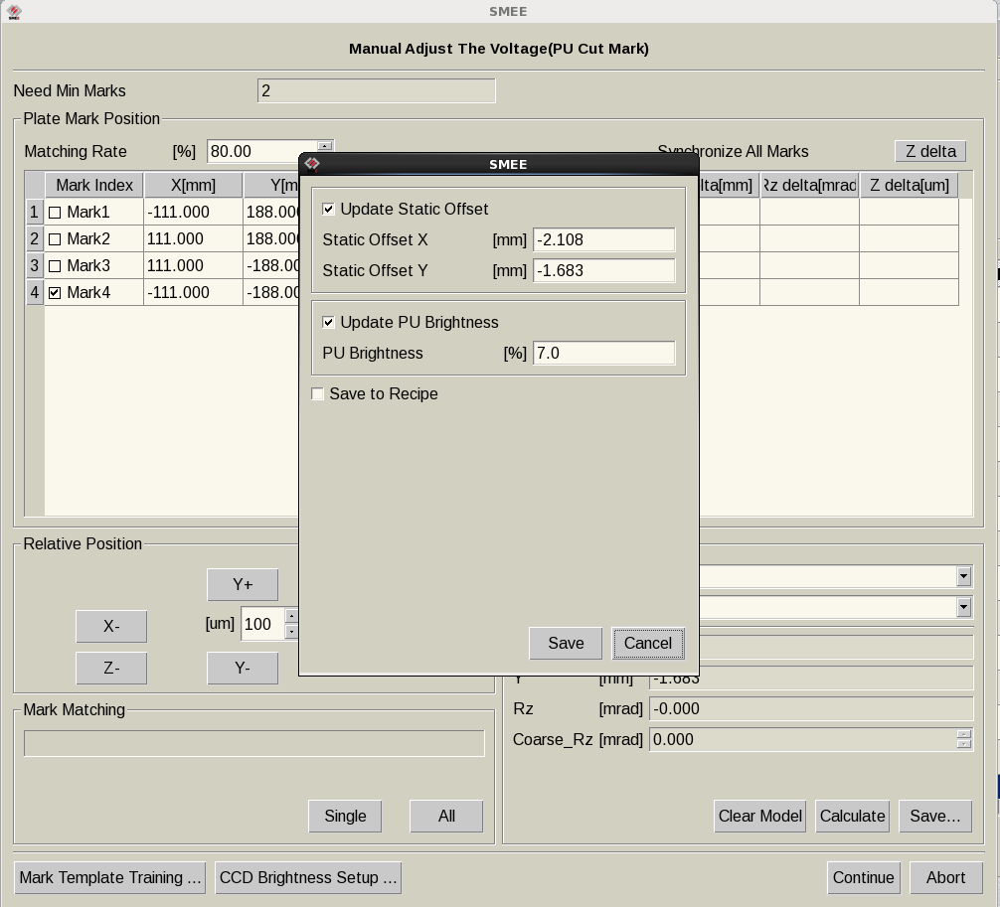 SMEE
Manual Adjust The Voltage(PU Cut Mark)
Need Min Marks 2
Plate Mark Position
Matching Rate [%] 80.00
Synchronize All Marks Z delta
Mark Index X[mm]
Rz delta[mrad Z delta[um]
1 Mark1 -111.000 188.000
2 Mark2 111.000 188.000
3 Mark3 111.000 -188.00
4 Mark4 -111.000 -188.00
SMEE
Update Static Offset
Static Offset X [mm] -2.108
Static Offset Y [mm] -1.683
Update PU Brightness
PU Brightness [%] 7.0
Save to Recipe
Save Cancel
Relative Position
Y+
X- [um] 100
Z- Y-
Y [mm] -1.683
Rz [mrad] -0.000
Coarse_Rz [mrad] 0.000
Mark Matching
Single All
Clear Model Calculate Save...
Mark Template Training ... CCD Brightness Setup ... Continue Abort